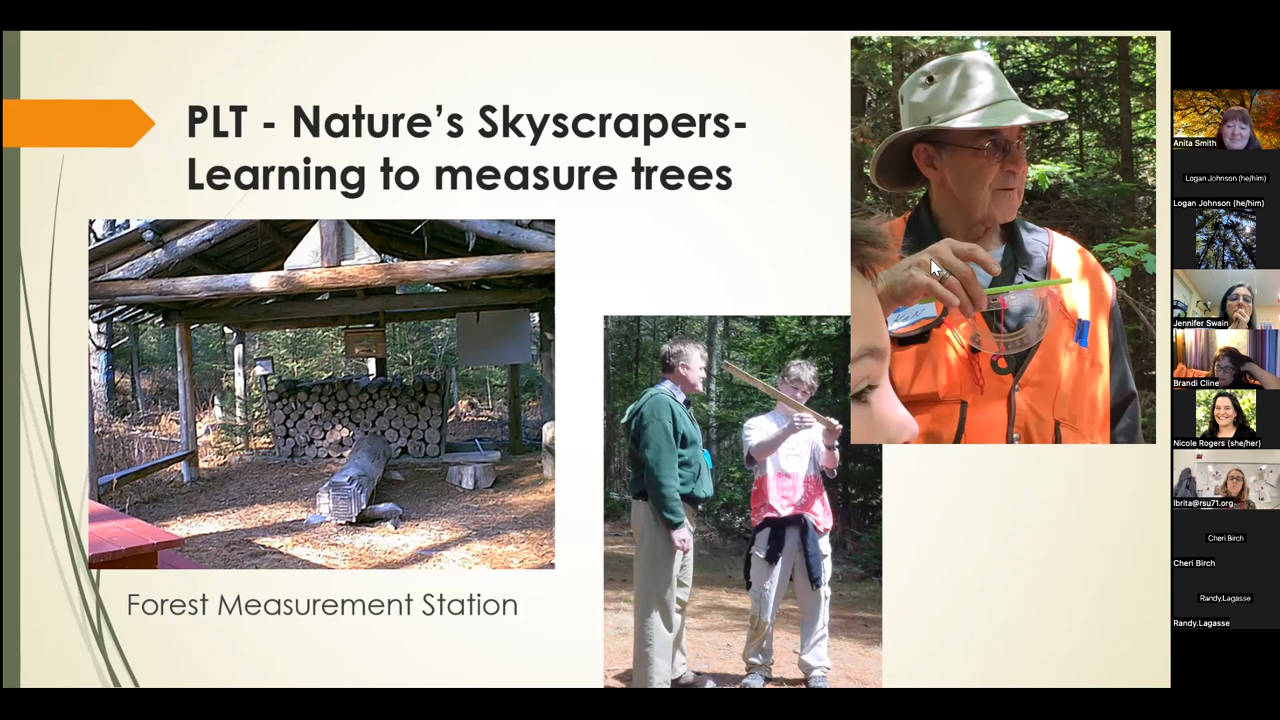 PLT - Nature's Skyscrapers-
Learning to measure trees
KeN
Forest Measurement Station
Anita Smith
Logan Johnson (he/him)
Logan Johnson (he/him)
Jennifer Swain
Brandi Cline
Nicole Rogers (she/her)
lbrita@rsu71.org
Cheri Birch
Cheri Birch
Randy.Lagasse
Randy.Lagasse